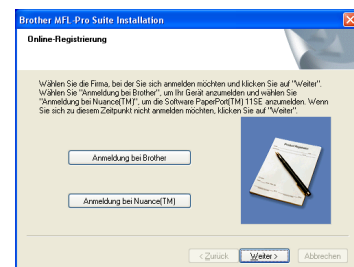 Brother MFL-Pro Suite Installation
Online-Registrierung
Wählen Sie die Firma, bei der Sie sich anmelden möchten und klicken Sie auf "Weiter".
Wählen Sie "Anmeldung bei Brother", um Ihr Gerät anzumelden und wählen Sie
"Anmeldung bei Nuance(TM)", um die Software PaperPort(TM) 11SE anzumelden. Wenn
Sie sich zu diesem Zeitpunkt nicht anmelden möchten, klicken Sie auf "Weiter".
Anmeldung bei Brother
Anmeldung bei Nuance(TM)
< Zurück
Weiter >
Abbrechen